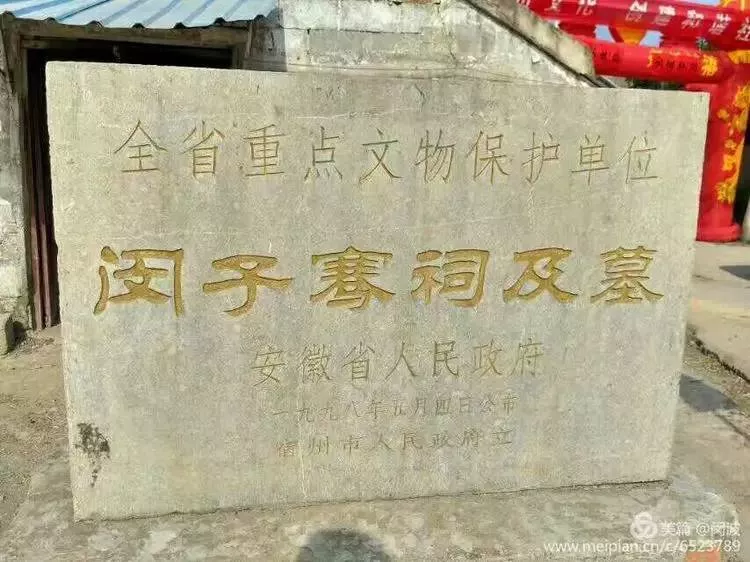 全省重点文物保护单位
闵子骞祠及墓
安徽省人民政府
一九九八年五月四日公布
宿州市人民政府立
美篇 @闵波
www.meipian.cn/c/6523789